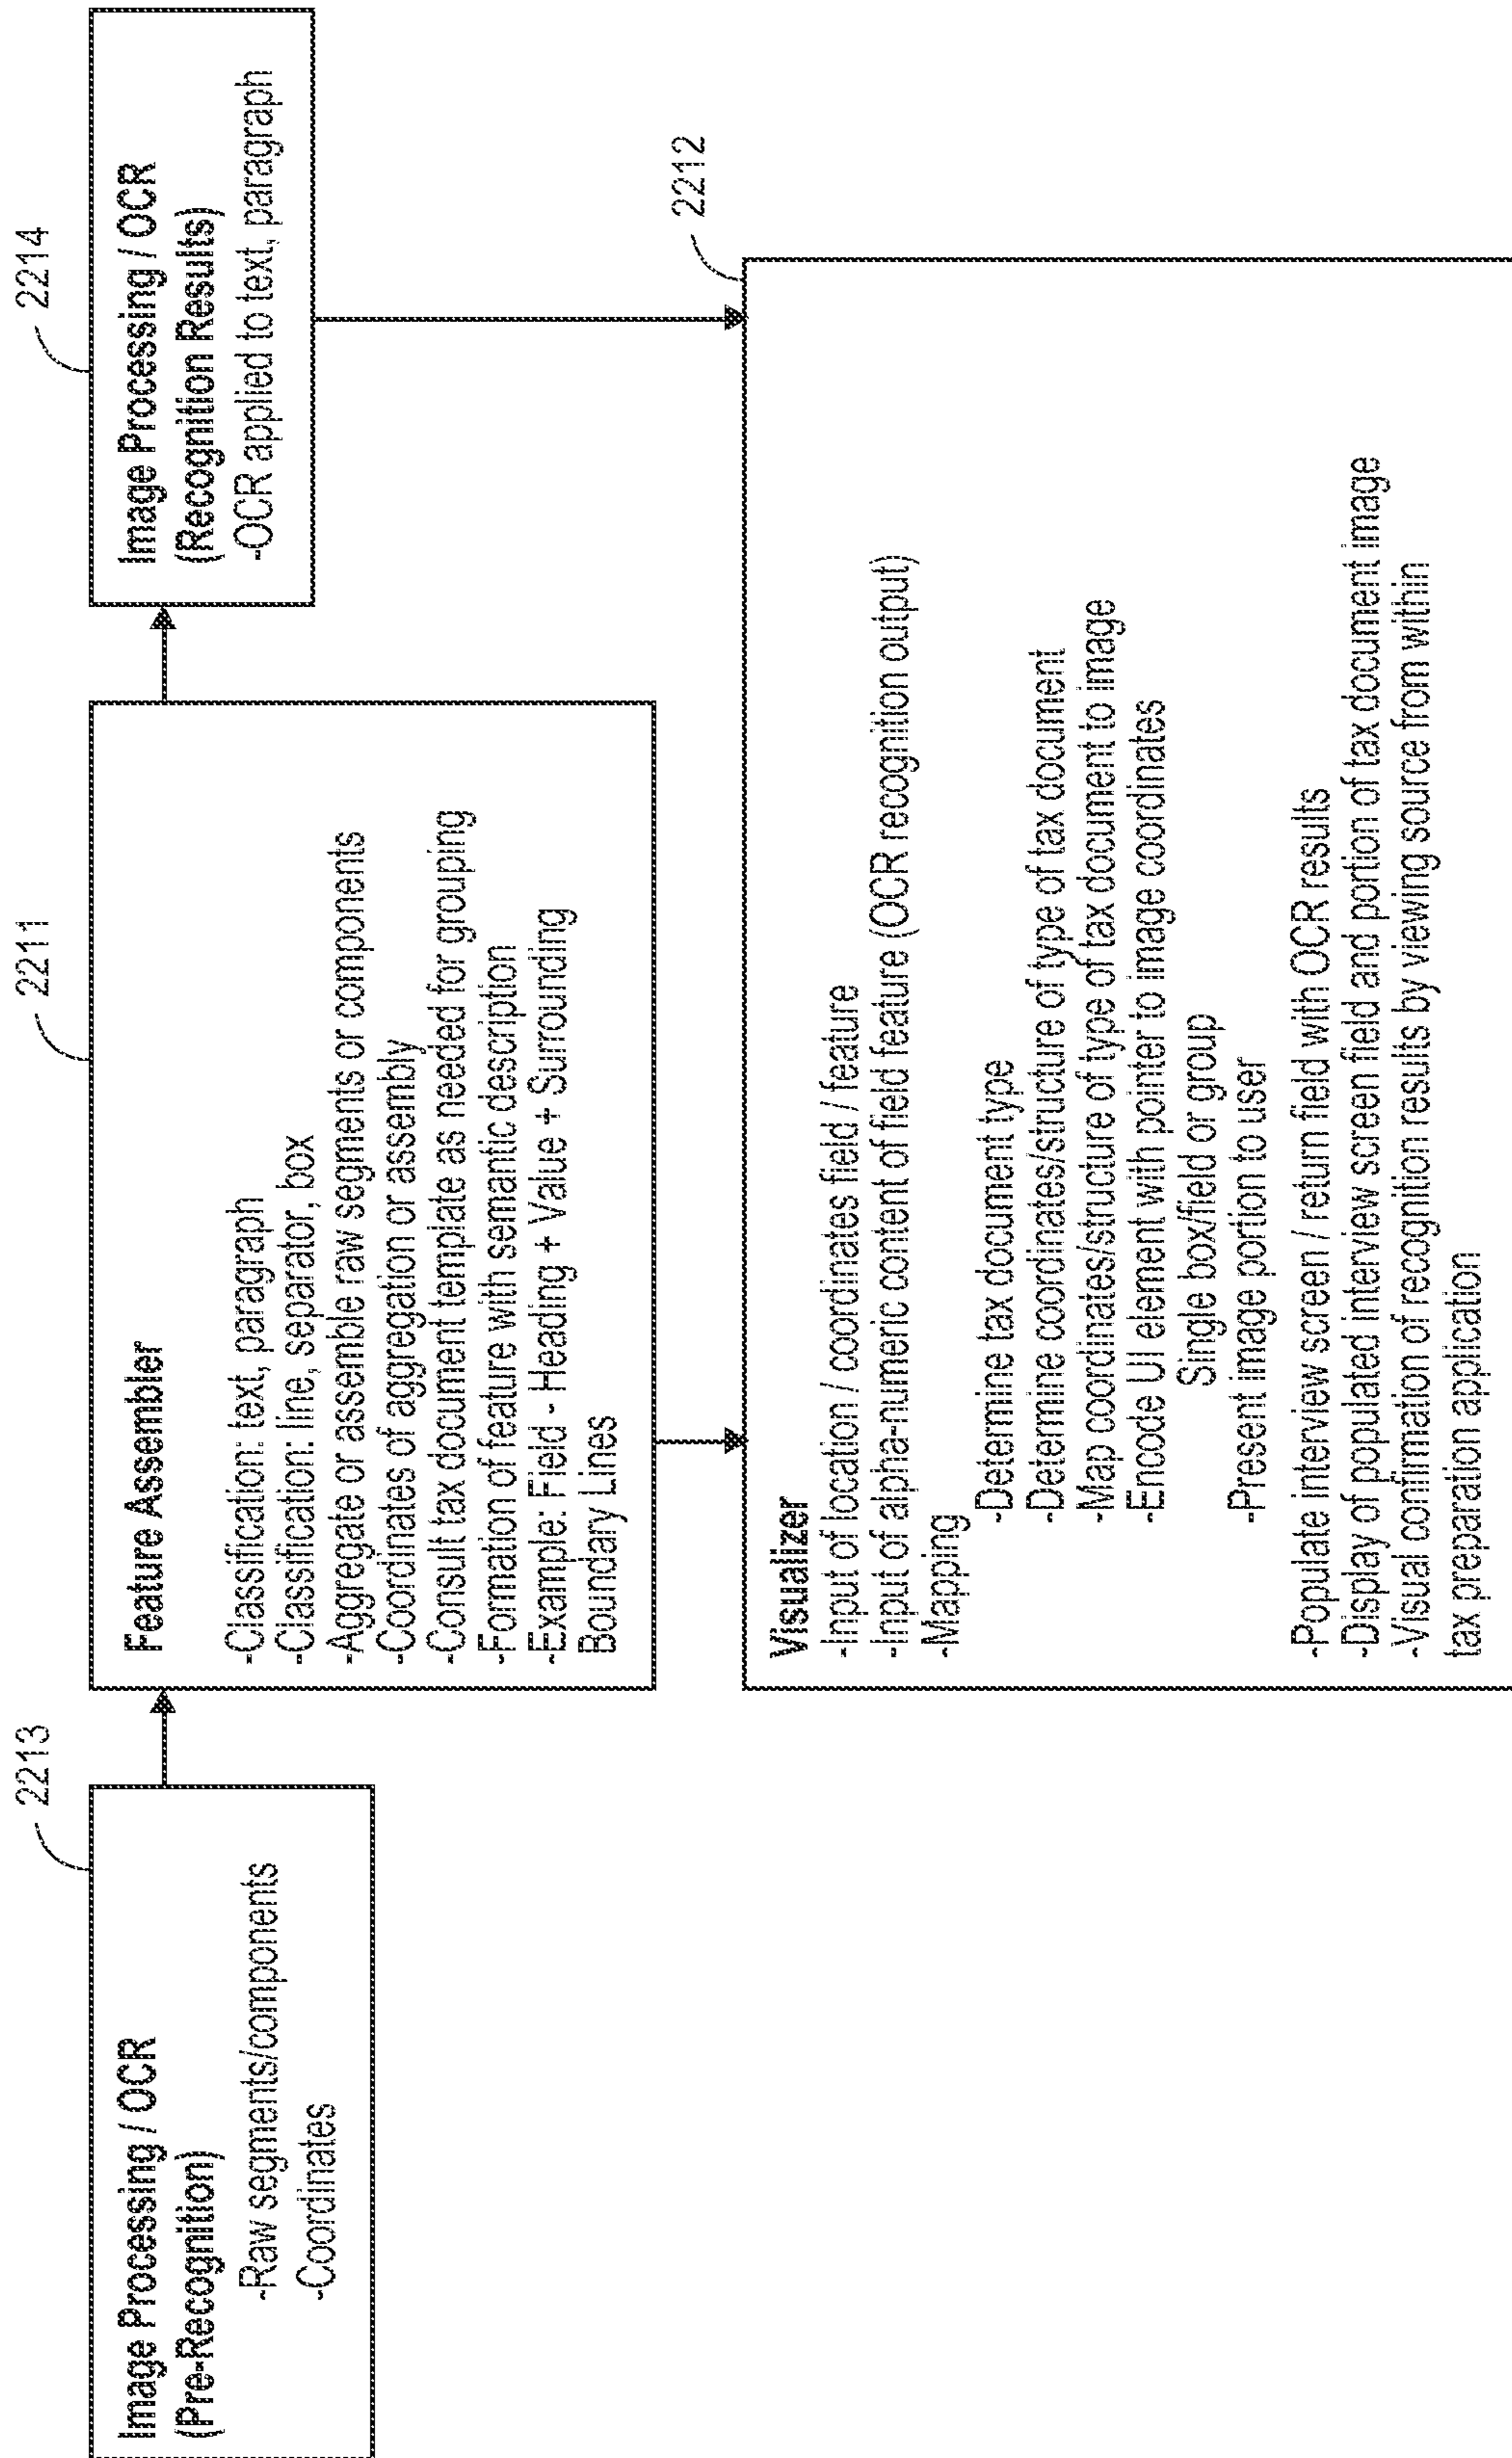 2213
Image Processing / OCR
(Pre-Recognition)
-Raw segments/components
-Coordinates
2211
Feature Assembler
-Classification: text, paragraph
-Classification: line, separator, box
-Aggregate or assemble raw segments or components
-Coordinates of aggregation or assembly
-Consult tax document template as needed for grouping
-Formation of feature with semantic description
-Example: Field - Heading + Value + Surrounding
Boundary Lines
2214
Image Processing / OCR
(Recognition Results)
-OCR applied to text, paragraph
2212
Visualizer
-Input of location / coordinates field / feature
-Input of alpha-numeric content of field feature (OCR recognition output)
-Mapping
-Determine tax document type
-Determine coordinates/structure of type of tax document
-Map coordinates/structure of type of tax document to image
-Encode UI element with pointer to image coordinates
Single box/field or group
-Present image portion to user
-Populate interview screen / return field with OCR results
-Display of populated interview screen field and portion of tax document image
-Visual confirmation of recognition results by viewing source from within
tax preparation application